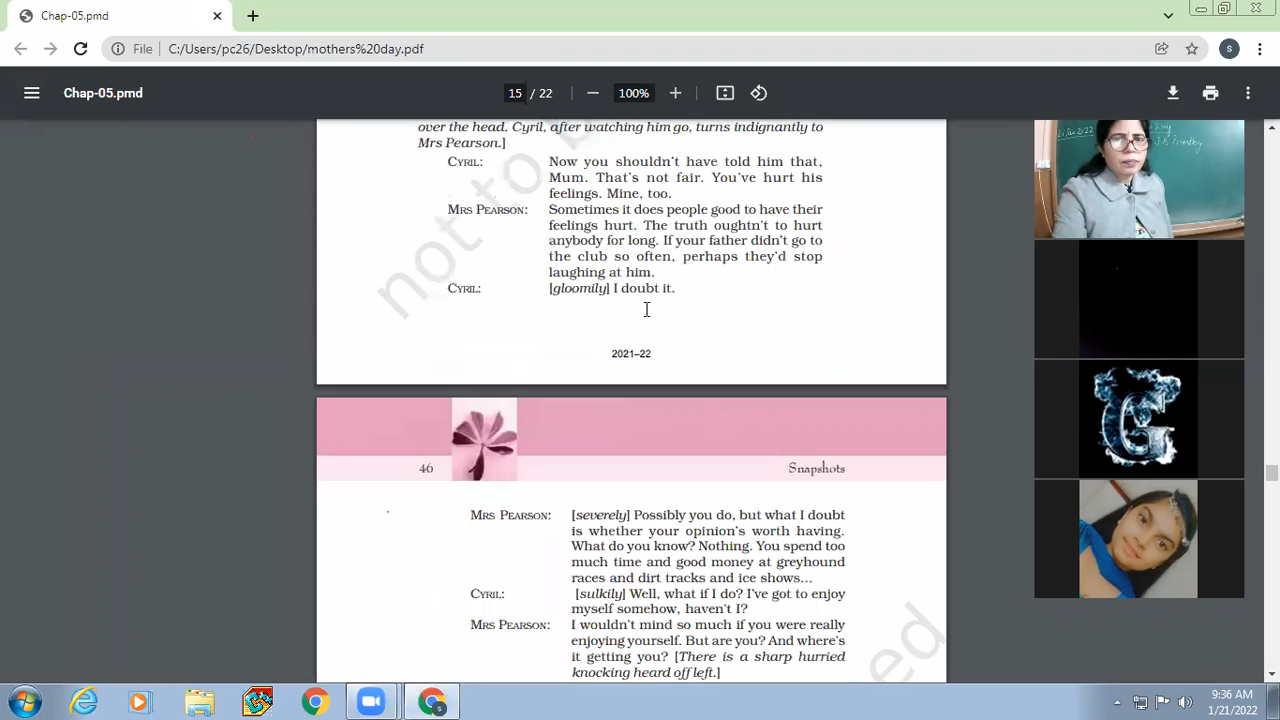 Chap-05.pmd
File C:/Users/pc26/Desktop/mothers%20day.pdf
S
Chap-05.pmd
15 / 22
100%
over the head. Cyril, after watching him go, turns indignantly to
Mrs Pearson.]
CYRIL: Now you shouldn't have told him that,
Mum. That's not fair. You've hurt his
feelings. Mine, too.
MRS PEARSON: Sometimes it does people good to have their
feelings hurt. The truth oughtn't to hurt
anybody for long. If your father didn't go to
the club so often, perhaps they'd stop
laughing at him.
CYRIL: [gloomily] I doubt it.
not to b
2021–22
46
Snapshots
MRS PEARSON: [severely] Possibly you do, but what I doubt
is whether your opinion's worth having.
What do you know? Nothing. You spend too
much time and good money at greyhound
races and dirt tracks and ice shows...
CYRIL: [sulkily] Well, what if I do? I've got to enjoy
myself somehow, haven't I?
MRS PEARSON: I wouldn't mind so much if you were really
enjoying yourself. But are you? And where's
it getting you? [There is a sharp hurried
knocking heard off left.]
ed
G
9:36 AM
1/21/2022